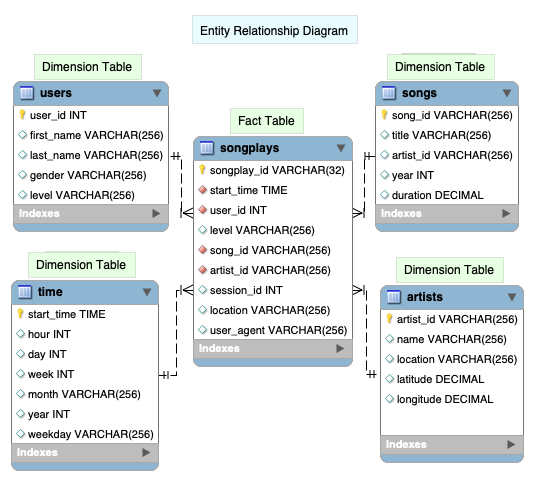 Entity Relationship Diagram
Dimension Table
users
user_id INT
first_name VARCHAR(256)
last_name VARCHAR(256)
gender VARCHAR(256)
level VARCHAR(256)
Indexes
Fact Table
songplays
songplay_id VARCHAR(32)
start_time TIME
user_id INT
level VARCHAR(256)
song_id VARCHAR(256)
artist_id VARCHAR(256)
session_id INT
location VARCHAR(256)
user_agent VARCHAR(256)
Indexes
Dimension Table
songs
song_id VARCHAR(256)
title VARCHAR(256)
artist_id VARCHAR(256)
year INT
duration DECIMAL
Indexes
Dimension Table
time
start_time TIME
hour INT
day INT
week INT
month VARCHAR(256)
year INT
weekday VARCHAR(256)
Indexes
Dimension Table
artists
artist_id VARCHAR(256)
name VARCHAR(256)
location VARCHAR(256)
latitude DECIMAL
longitude DECIMAL
Indexes